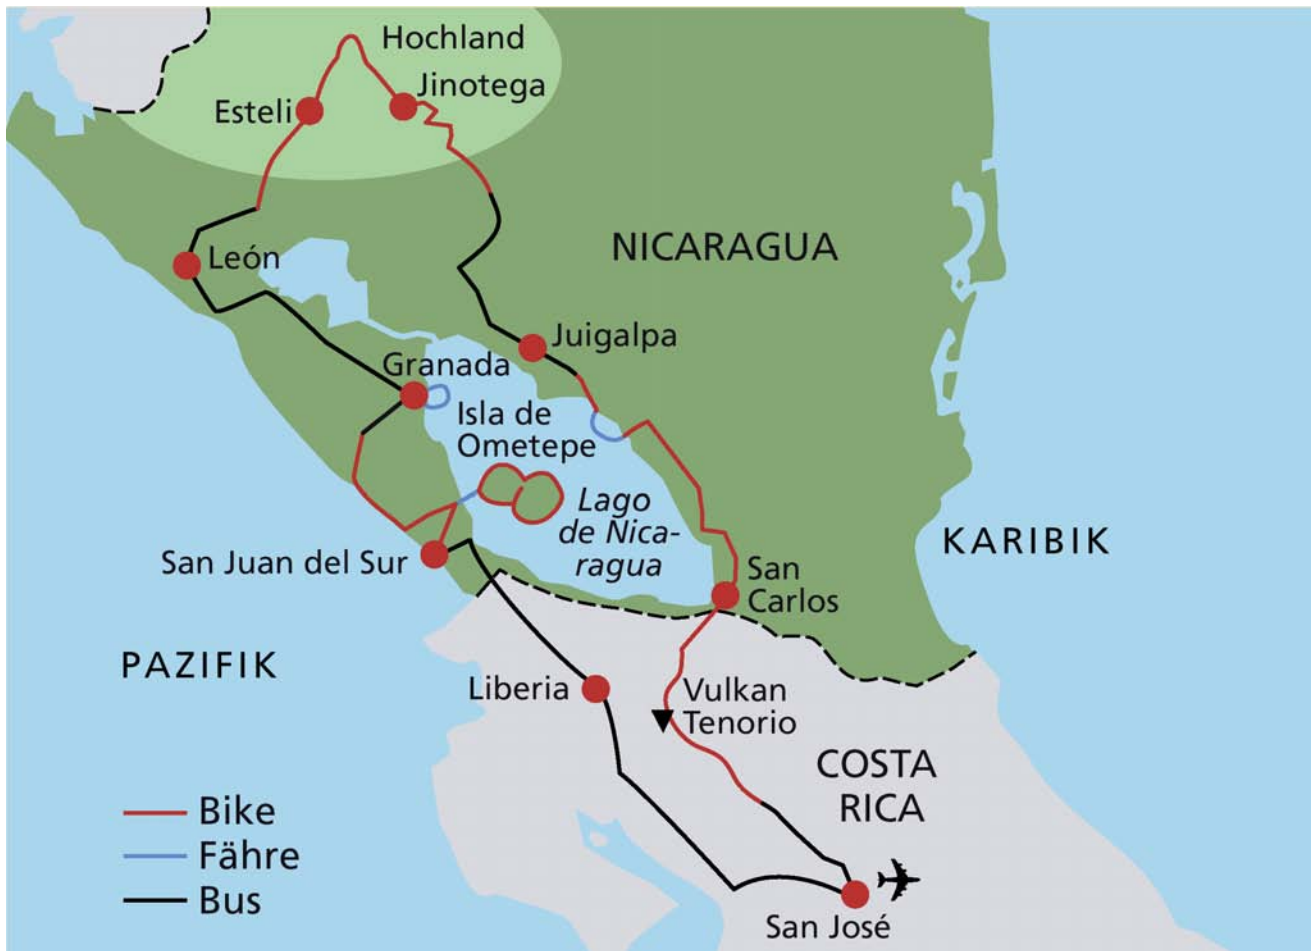 Hochland
Jinotega
Esteli
León
NICARAGUA
Juigalpa
Granada
Isla de
Ometepe
Lago
de Nica-
ragua
KARIBIK
San Juan del Sur
San
Carlos
PAZIFIK
Liberia
Vulkan
Tenorio
COSTA
RICA
Bike
Fähre
Bus
San José